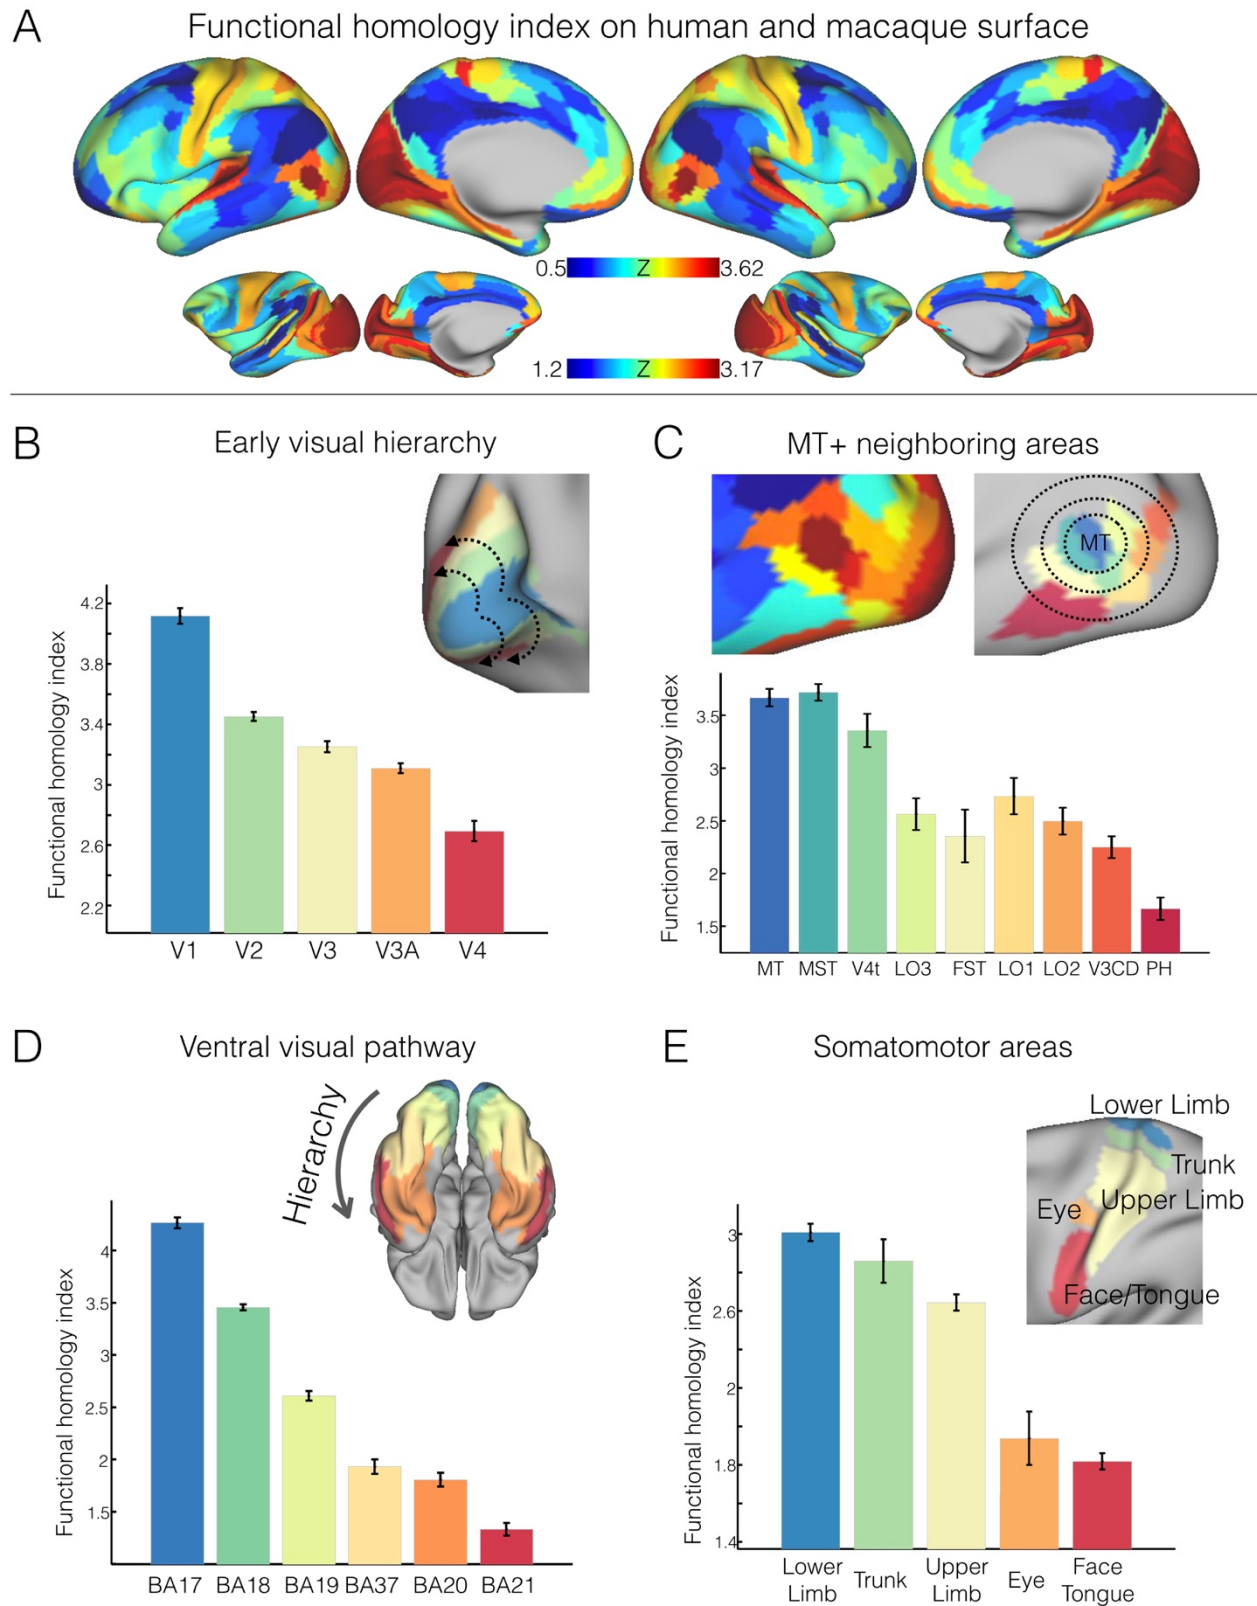 A
Functional homology index on human and macaque surface
0.5 Z 3.62
1.2 Z 3.17
B
Early visual hierarchy
Functional homology index
4.2
3.8
3.4
3
2.6
2.2
V1 V2 V3 V3A V4
C
MT+ neighboring areas
MT
Functional homology index
3.5
3
2.5
2
1.5
MT MST V4t LO3 FST LO1 LO2 V3CD PH
D
Ventral visual pathway
Hierarchy
Functional homology index
4
3.5
3
2.5
2
1.5
BA17 BA18 BA19 BA37 BA20 BA21
E
Somatomotor areas
Lower Limb
Trunk
Upper Limb
Eye
Face/Tongue
Functional homology index
3
2.6
2
1.8
1.4
Lower Limb
Trunk
Upper Limb
Eye
Face Tongue